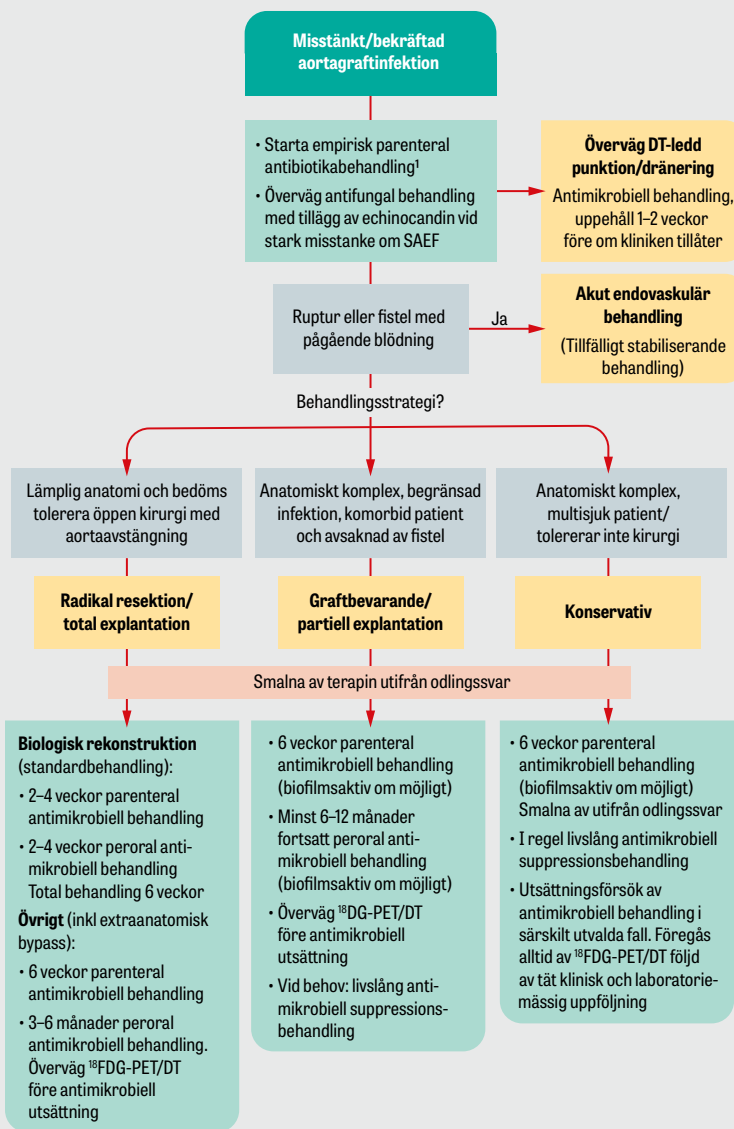 Misstänkt/bekräftad
aortagraftinfektion
• Starta empirisk parenteral
antibiotikabehandling¹
• Överväg antifungal behandling
med tillägg av echinocandin vid
stark misstanke om SAEF
Överväg DT-ledd
punktion/dränering
Antimikrobiell behandling,
uppehåll 1–2 veckor
före om kliniken tillåter
Ruptur eller fistel med
pågående blödning
Ja
Akut endovaskulär
behandling
(Tillfälligt stabiliserande
behandling)
Behandlingsstrategi?
Lämplig anatomi och bedöms
tolerera öppen kirurgi med
aortaavstängning
Anatomiskt komplex, begränsad
infektion, komorbid patient
och avsaknad av fistel
Anatomiskt komplex,
multisjuk patient/
tolererar inte kirurgi
Radikal resektion/
total explantation
Graftbevarande/
partiell explantation
Konservativ
Smalna av terapin utifrån odlingssvar
Biologisk rekonstruktion
(standardbehandling):
• 2–4 veckor parenteral
antimikrobiell behandling
• 2–4 veckor peroral anti-
mikrobiell behandling
Total behandling 6 veckor
Övrigt (inkl extraanatomisk
bypass):
• 6 veckor parenteral
antimikrobiell behandling
• 3–6 månader peroral
antimikrobiell behandling.
Överväg ¹⁸FDG-PET/DT
före antimikrobiell
utsättning
• 6 veckor parenteral
antimikrobiell behandling
(biofilmsaktiv om möjligt)
• Minst 6–12 månader
fortsatt peroral anti-
mikrobiell behandling
(biofilmsaktiv om möjligt)
• Överväg ¹⁸DG-PET/DT
före antimikrobiell
utsättning
• Vid behov: livslång anti-
mikrobiell suppressions-
behandling
• 6 veckor parenteral
antimikrobiell behandling
(biofilmsaktiv om möjligt)
Smalna av utifrån odlingssvar
• I regel livslång antimikrobiell
suppressionsbehandling
• Utsättningsförsök av
antimikrobiell behandling i
särskilt utvalda fall. Föregås
alltid av ¹⁸FDG-PET/DT följd
av tät klinisk och laboratorie-
mässig uppföljning